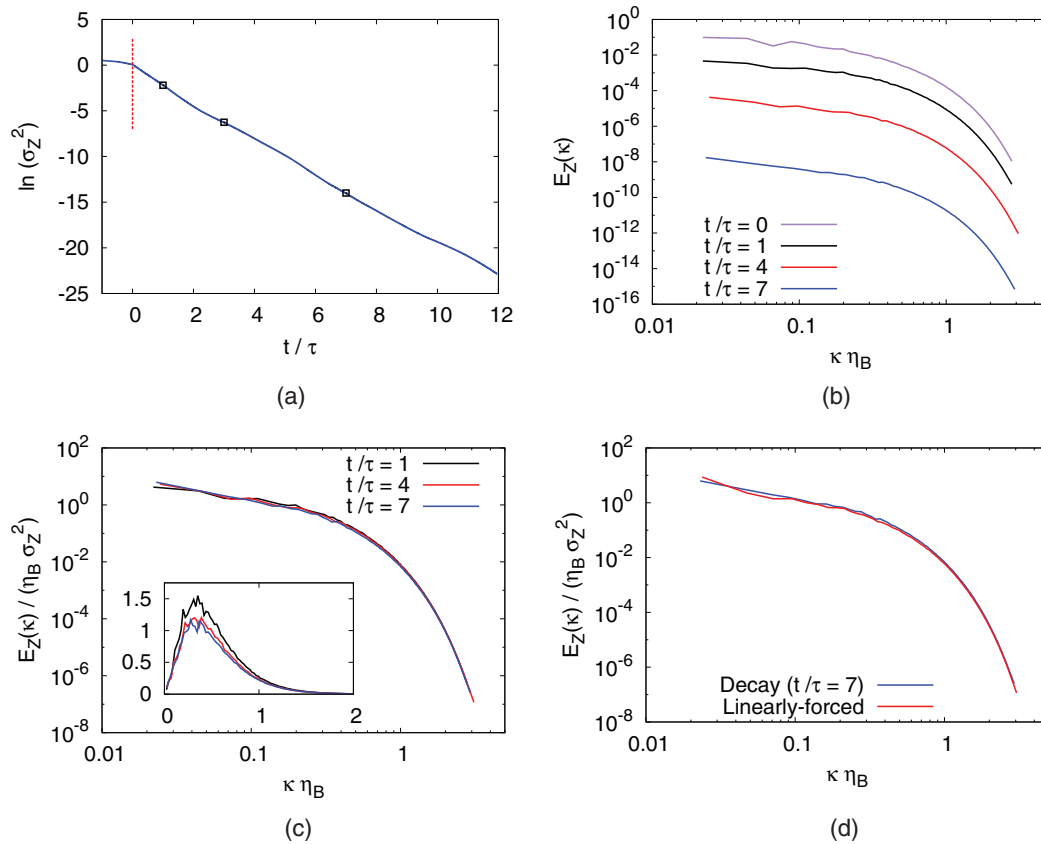 5
0
-5
-10
-15
-20
-25
ln (σ_Z^2)
0 2 4 6 8 10 12
t / τ
(a)
10^0
10^-2
10^-4
10^-6
10^-8
10^-10
10^-12
10^-14
10^-16
E_Z(κ)
t /τ = 0
t /τ = 1
t /τ = 4
t /τ = 7
0.01 0.1 1
κ η_B
(b)
10^2
10^0
10^-2
10^-4
10^-6
10^-8
E_Z(κ) / (η_B σ_Z^2)
t /τ = 1
t /τ = 4
t /τ = 7
1.5
1
0.5
0
0 1 2
0.01 0.1 1
κ η_B
(c)
10^2
10^0
10^-2
10^-4
10^-6
10^-8
E_Z(κ) / (η_B σ_Z^2)
Decay (t /τ = 7)
Linearly-forced
0.01 0.1 1
κ η_B
(d)